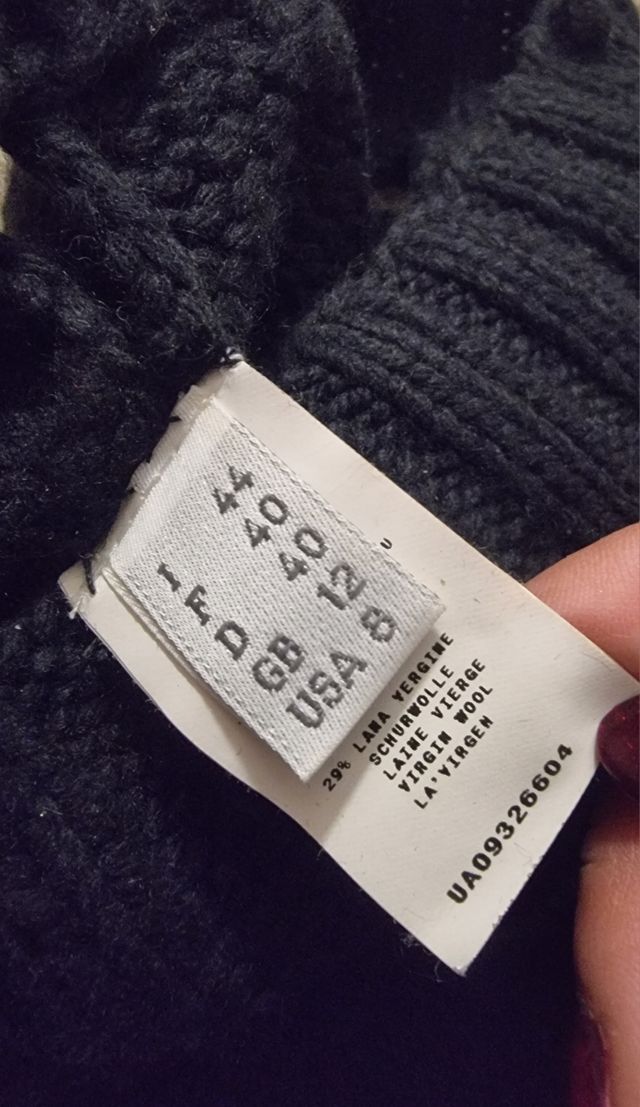 I 44
F 40
D 40
GB 12
USA 8
U
29% LANA VERGINE
SCHURWOLLE
LAINE VIERGE
VIRGIN WOOL
LA'VIRGEN
UA09326604